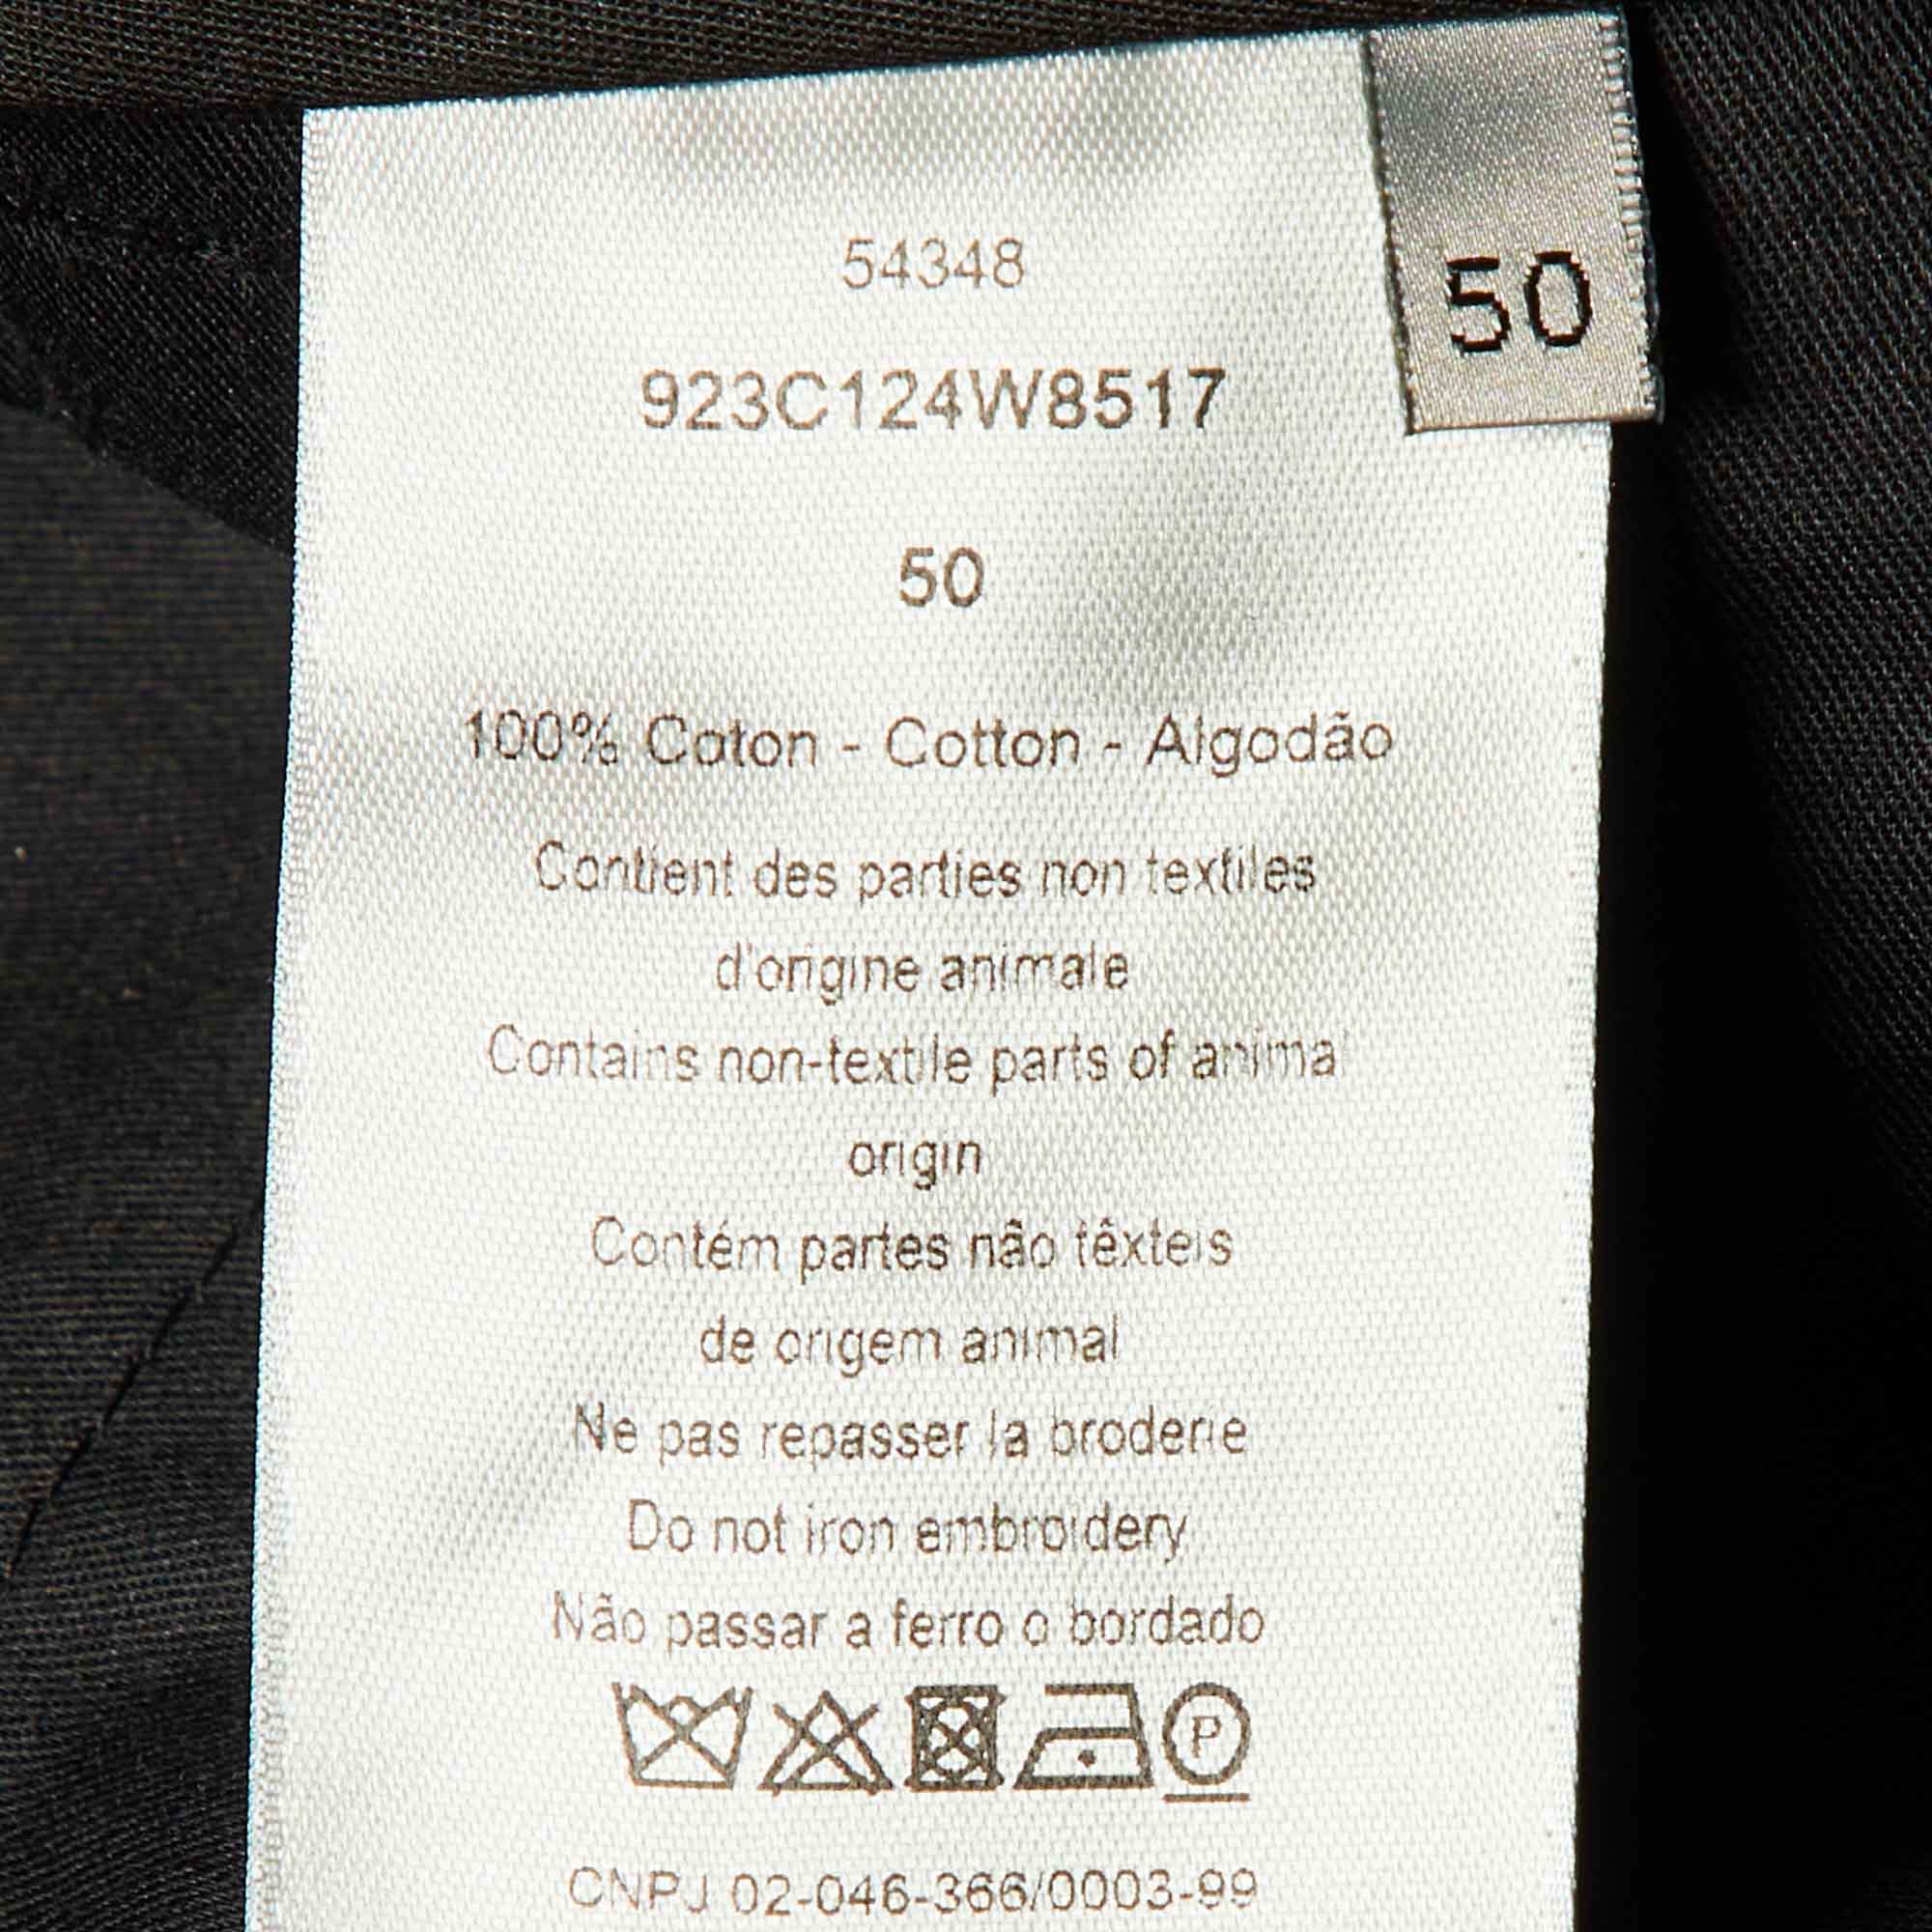 50
54348
923C124W8517
50
100% Coton - Cotton - Algodão
Contient des parties non textiles
d'origine animale
Contains non-textile parts of animal
origin
Contém partes não têxteis
de origem animal
Ne pas repasser la broderie
Do not iron embroidery
Não passar a ferro o bordado
P
CNPJ 02-046-366/0003-99